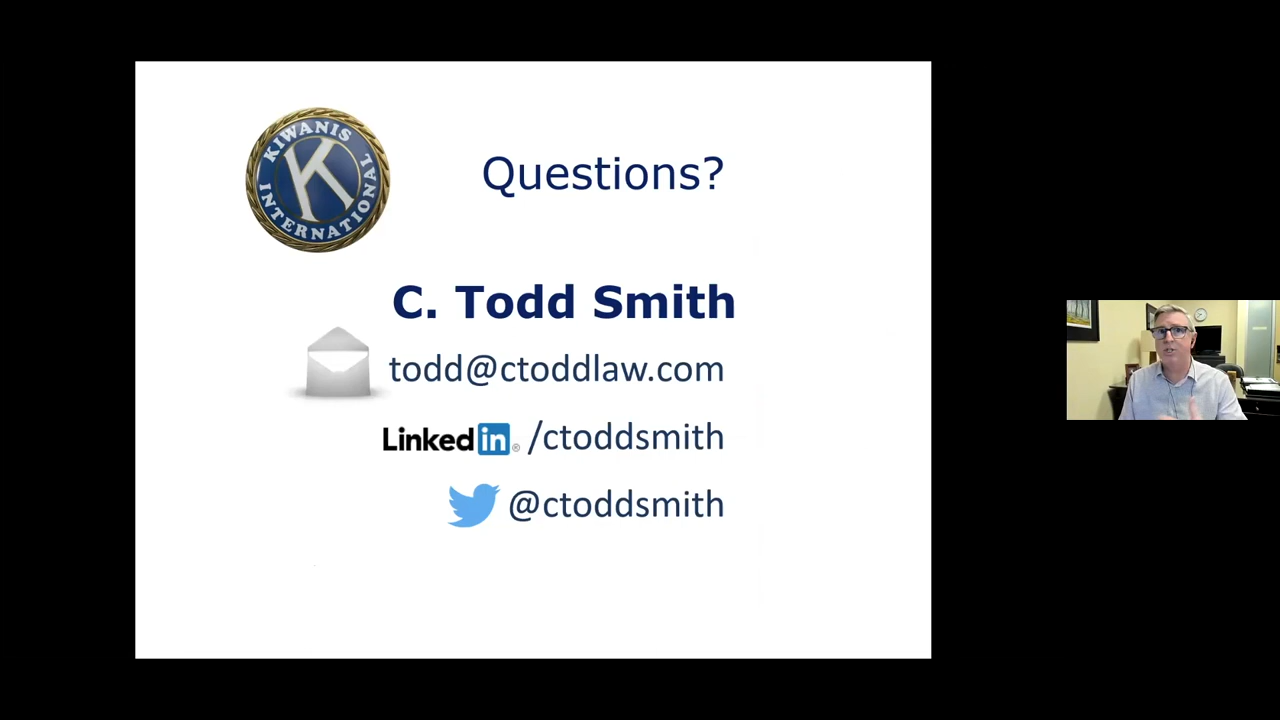 KIWANIS
INTERNATIONAL
K
Questions?
C. Todd Smith
todd@ctoddlaw.com
Linkedin® /ctoddsmith
@ctoddsmith